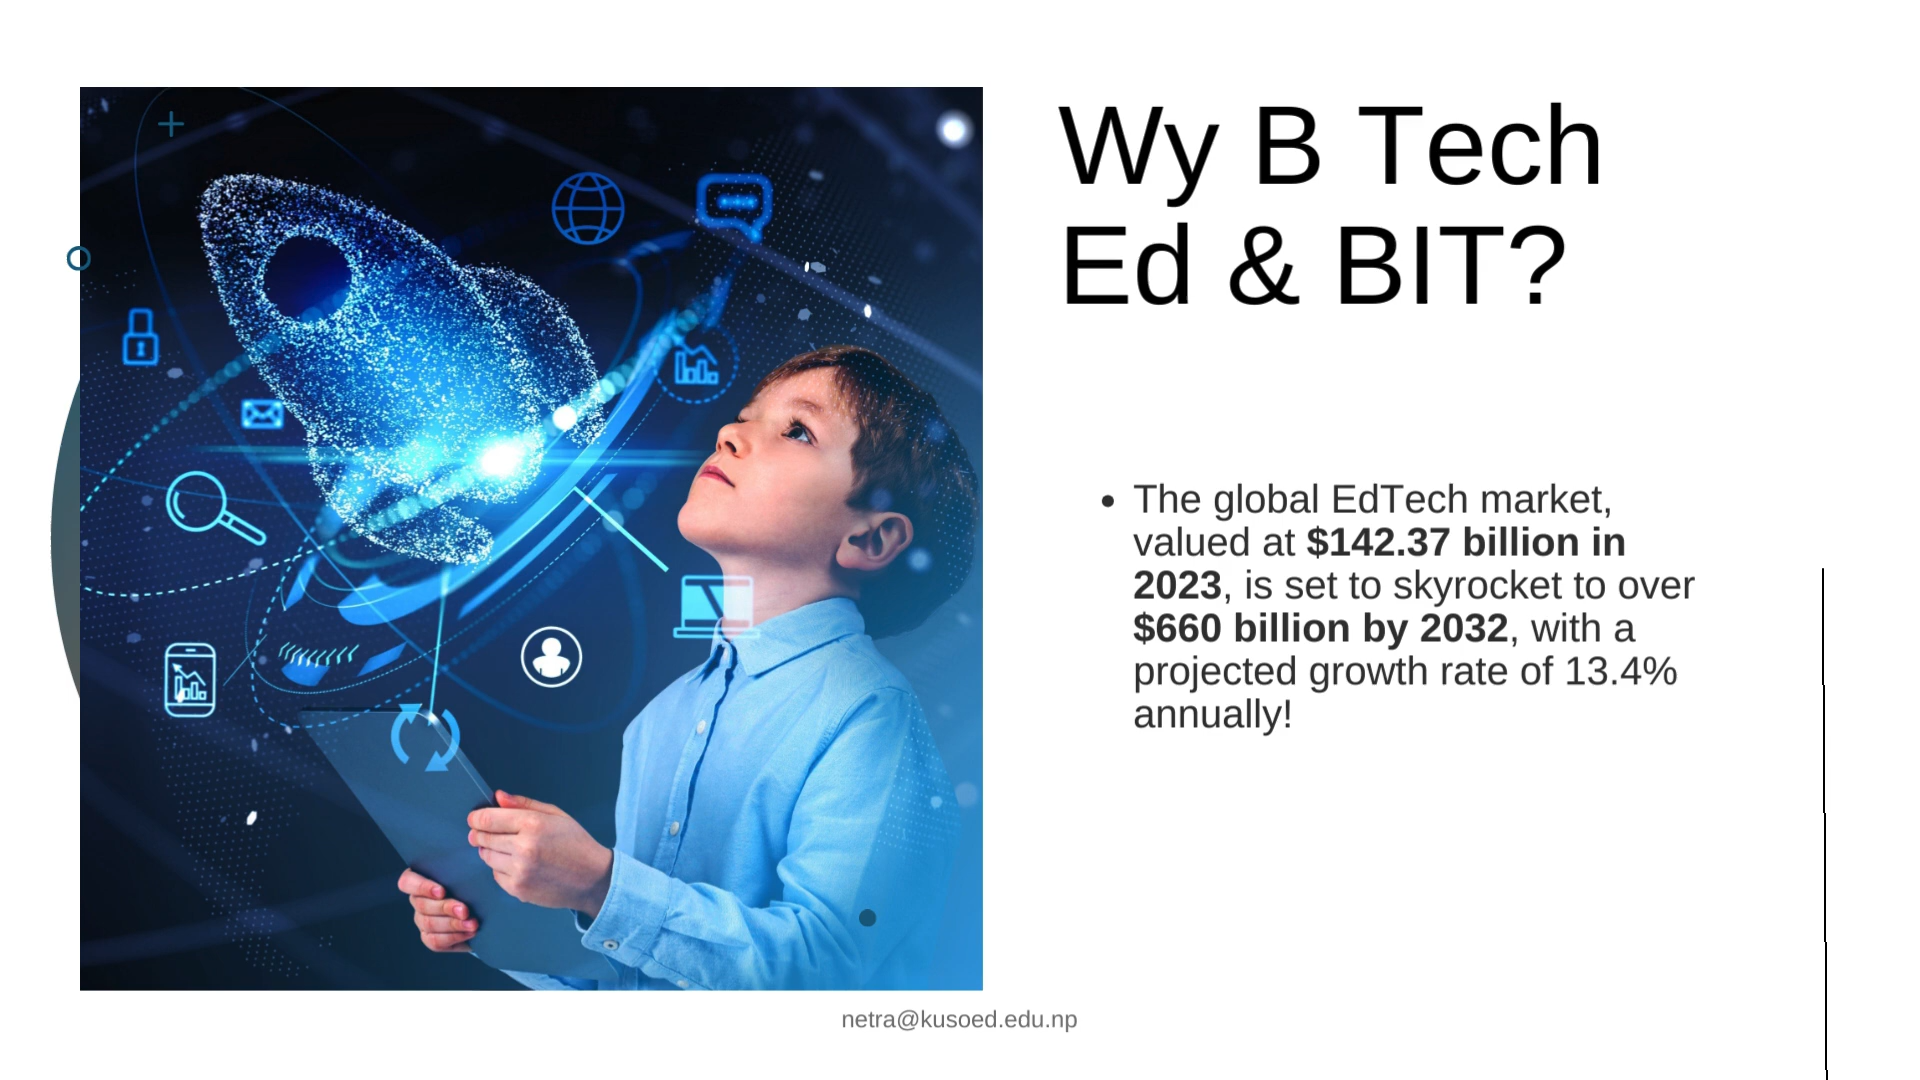 Wy B Tech
Ed & BIT?
• The global EdTech market,
valued at $142.37 billion in
2023, is set to skyrocket to over
$660 billion by 2032, with a
projected growth rate of 13.4%
annually!
netra@kusoed.edu.np